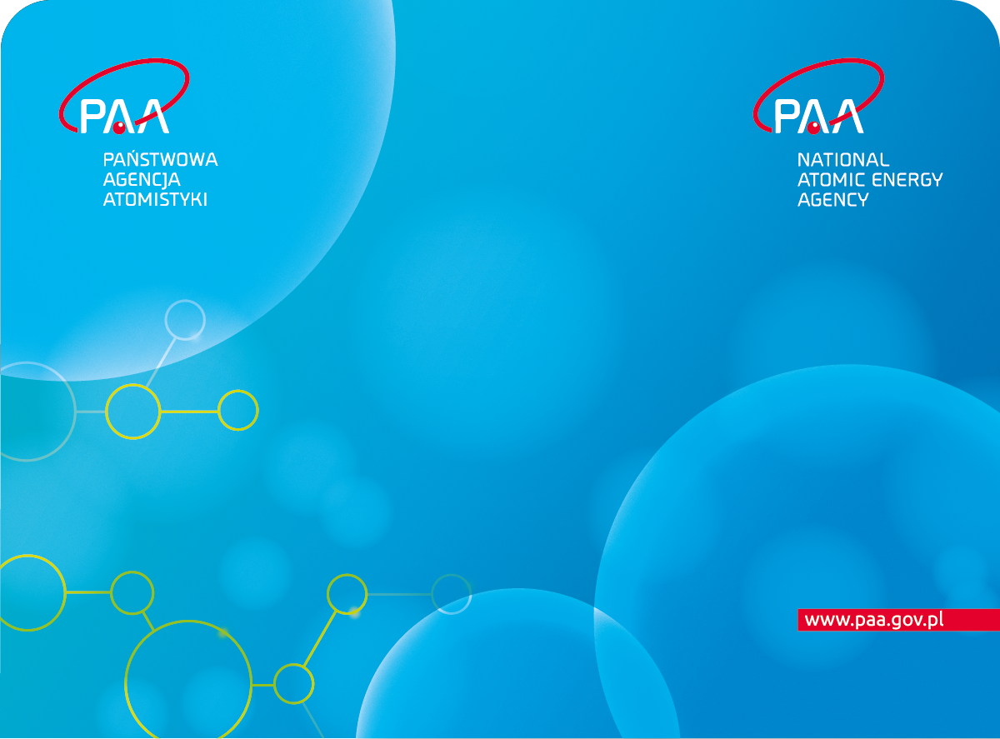 PAA
PAŃSTWOWA
AGENCJA
ATOMISTYKI
PAA
NATIONAL
ATOMIC ENERGY
AGENCY
www.paa.gov.pl